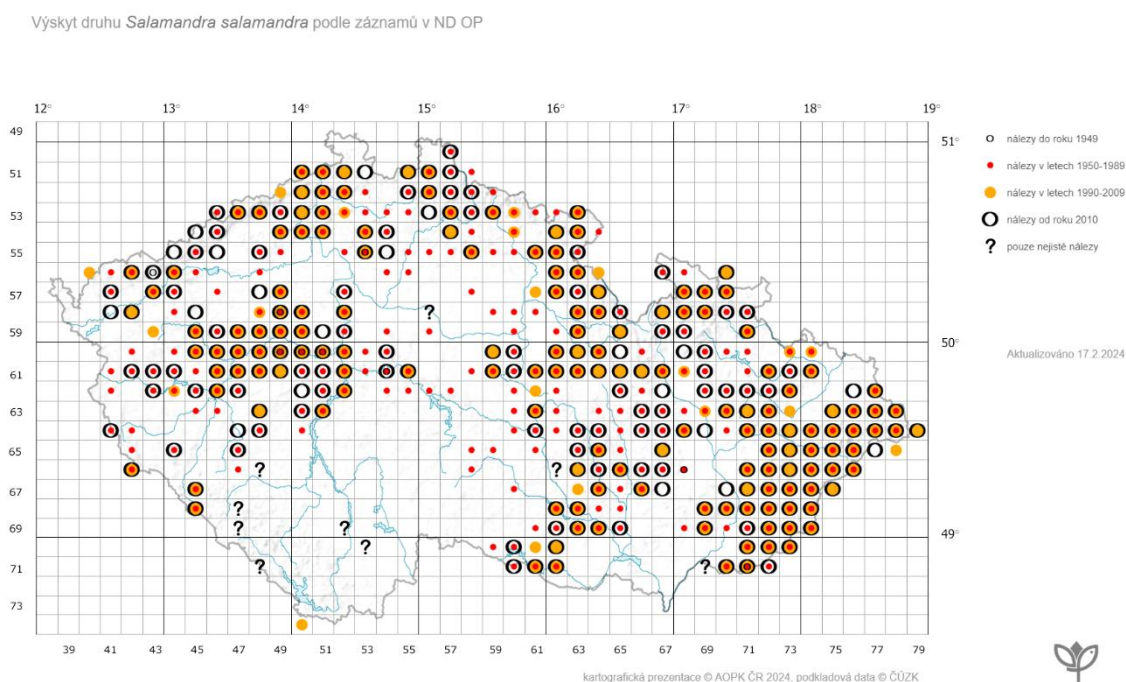 Výskyt druhu Salamandra salamandra podle záznamů v ND OP
12° 13° 14° 15° 16° 17° 18° 19°
49
51°
51
53
55
57
59
50°
61
63
65
67
69
49°
71
73
39 41 43 45 47 49 51 53 55 57 59 61 63 65 67 69 71 73 75 77 79
nálezy do roku 1949
nálezy v letech 1950-1989
nálezy v letech 1990-2009
nálezy od roku 2010
? pouze nejisté nálezy
Aktualizováno 17.2.2024
? ? ? ? ? ? ? ? ? ?
kartografická prezentace © AOPK ČR 2024, podkladová data © ČÚZK